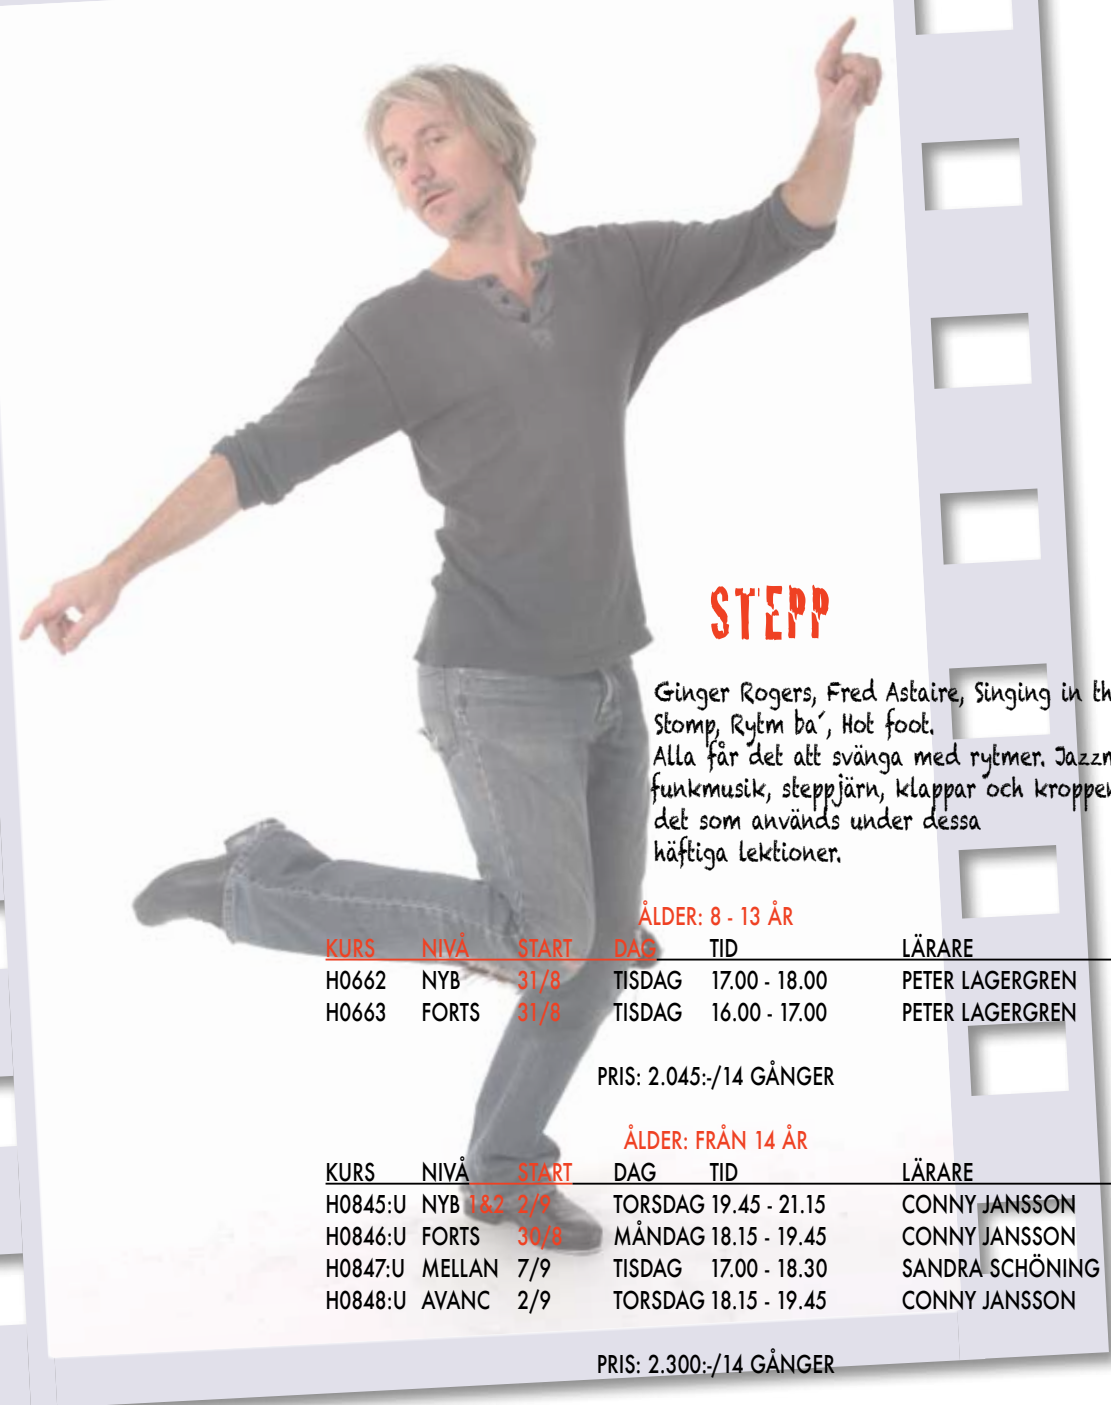 STEPP
Ginger Rogers, Fred Astaire, Singing in
Stomp, Rytm ba´, Hot foot.
Alla får det att svänga med rytmer.
funkmusik, steppjärn, klappar och kroppen
det som används under dessa
häftiga lektioner.
ÅLDER: 8 - 13 ÅR
KURS NIVÅ START DAG TID LÄRARE
H0662 NYB 31/8 TISDAG 17.00 - 18.00 PETER LAGERGREN
H0663 FORTS 31/8 TISDAG 16.00 - 17.00 PETER LAGERGREN
PRIS: 2.045:-/14 GÅNGER
ÅLDER: FRÅN 14 ÅR
KURS NIVÅ START DAG TID LÄRARE
H0845:U NYB 1&2 2/9 TORSDAG 19.45 - 21.15 CONNY JANSSON
H0846:U FORTS 30/8 MÅNDAG 18.15 - 19.45 CONNY JANSSON
H0847:U MELLAN 7/9 TISDAG 17.00 - 18.30 SANDRA SCHÖNING
H0848:U AVANC 2/9 TORSDAG 18.15 - 19.45 CONNY JANSSON
PRIS: 2.300:-/14 GÅNGER